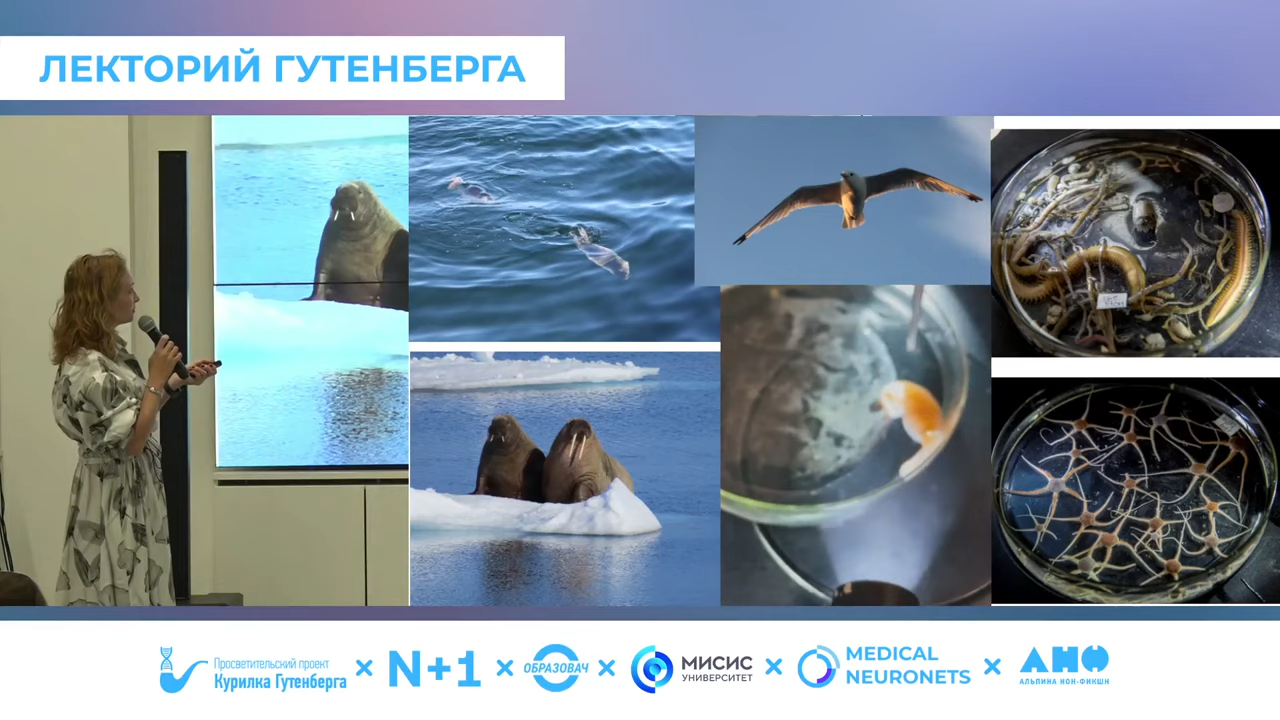 ЛЕКТОРИЙ ГУТЕНБЕРГА
Просветительский проект
Курилка Гутенберга
N+1
ОБРАЗОВАЧ
МИСИС
УНИВЕРСИТЕТ
MEDICAL
NEURONETS
АНФ
АЛЬПИНА НОН-ФИКШН